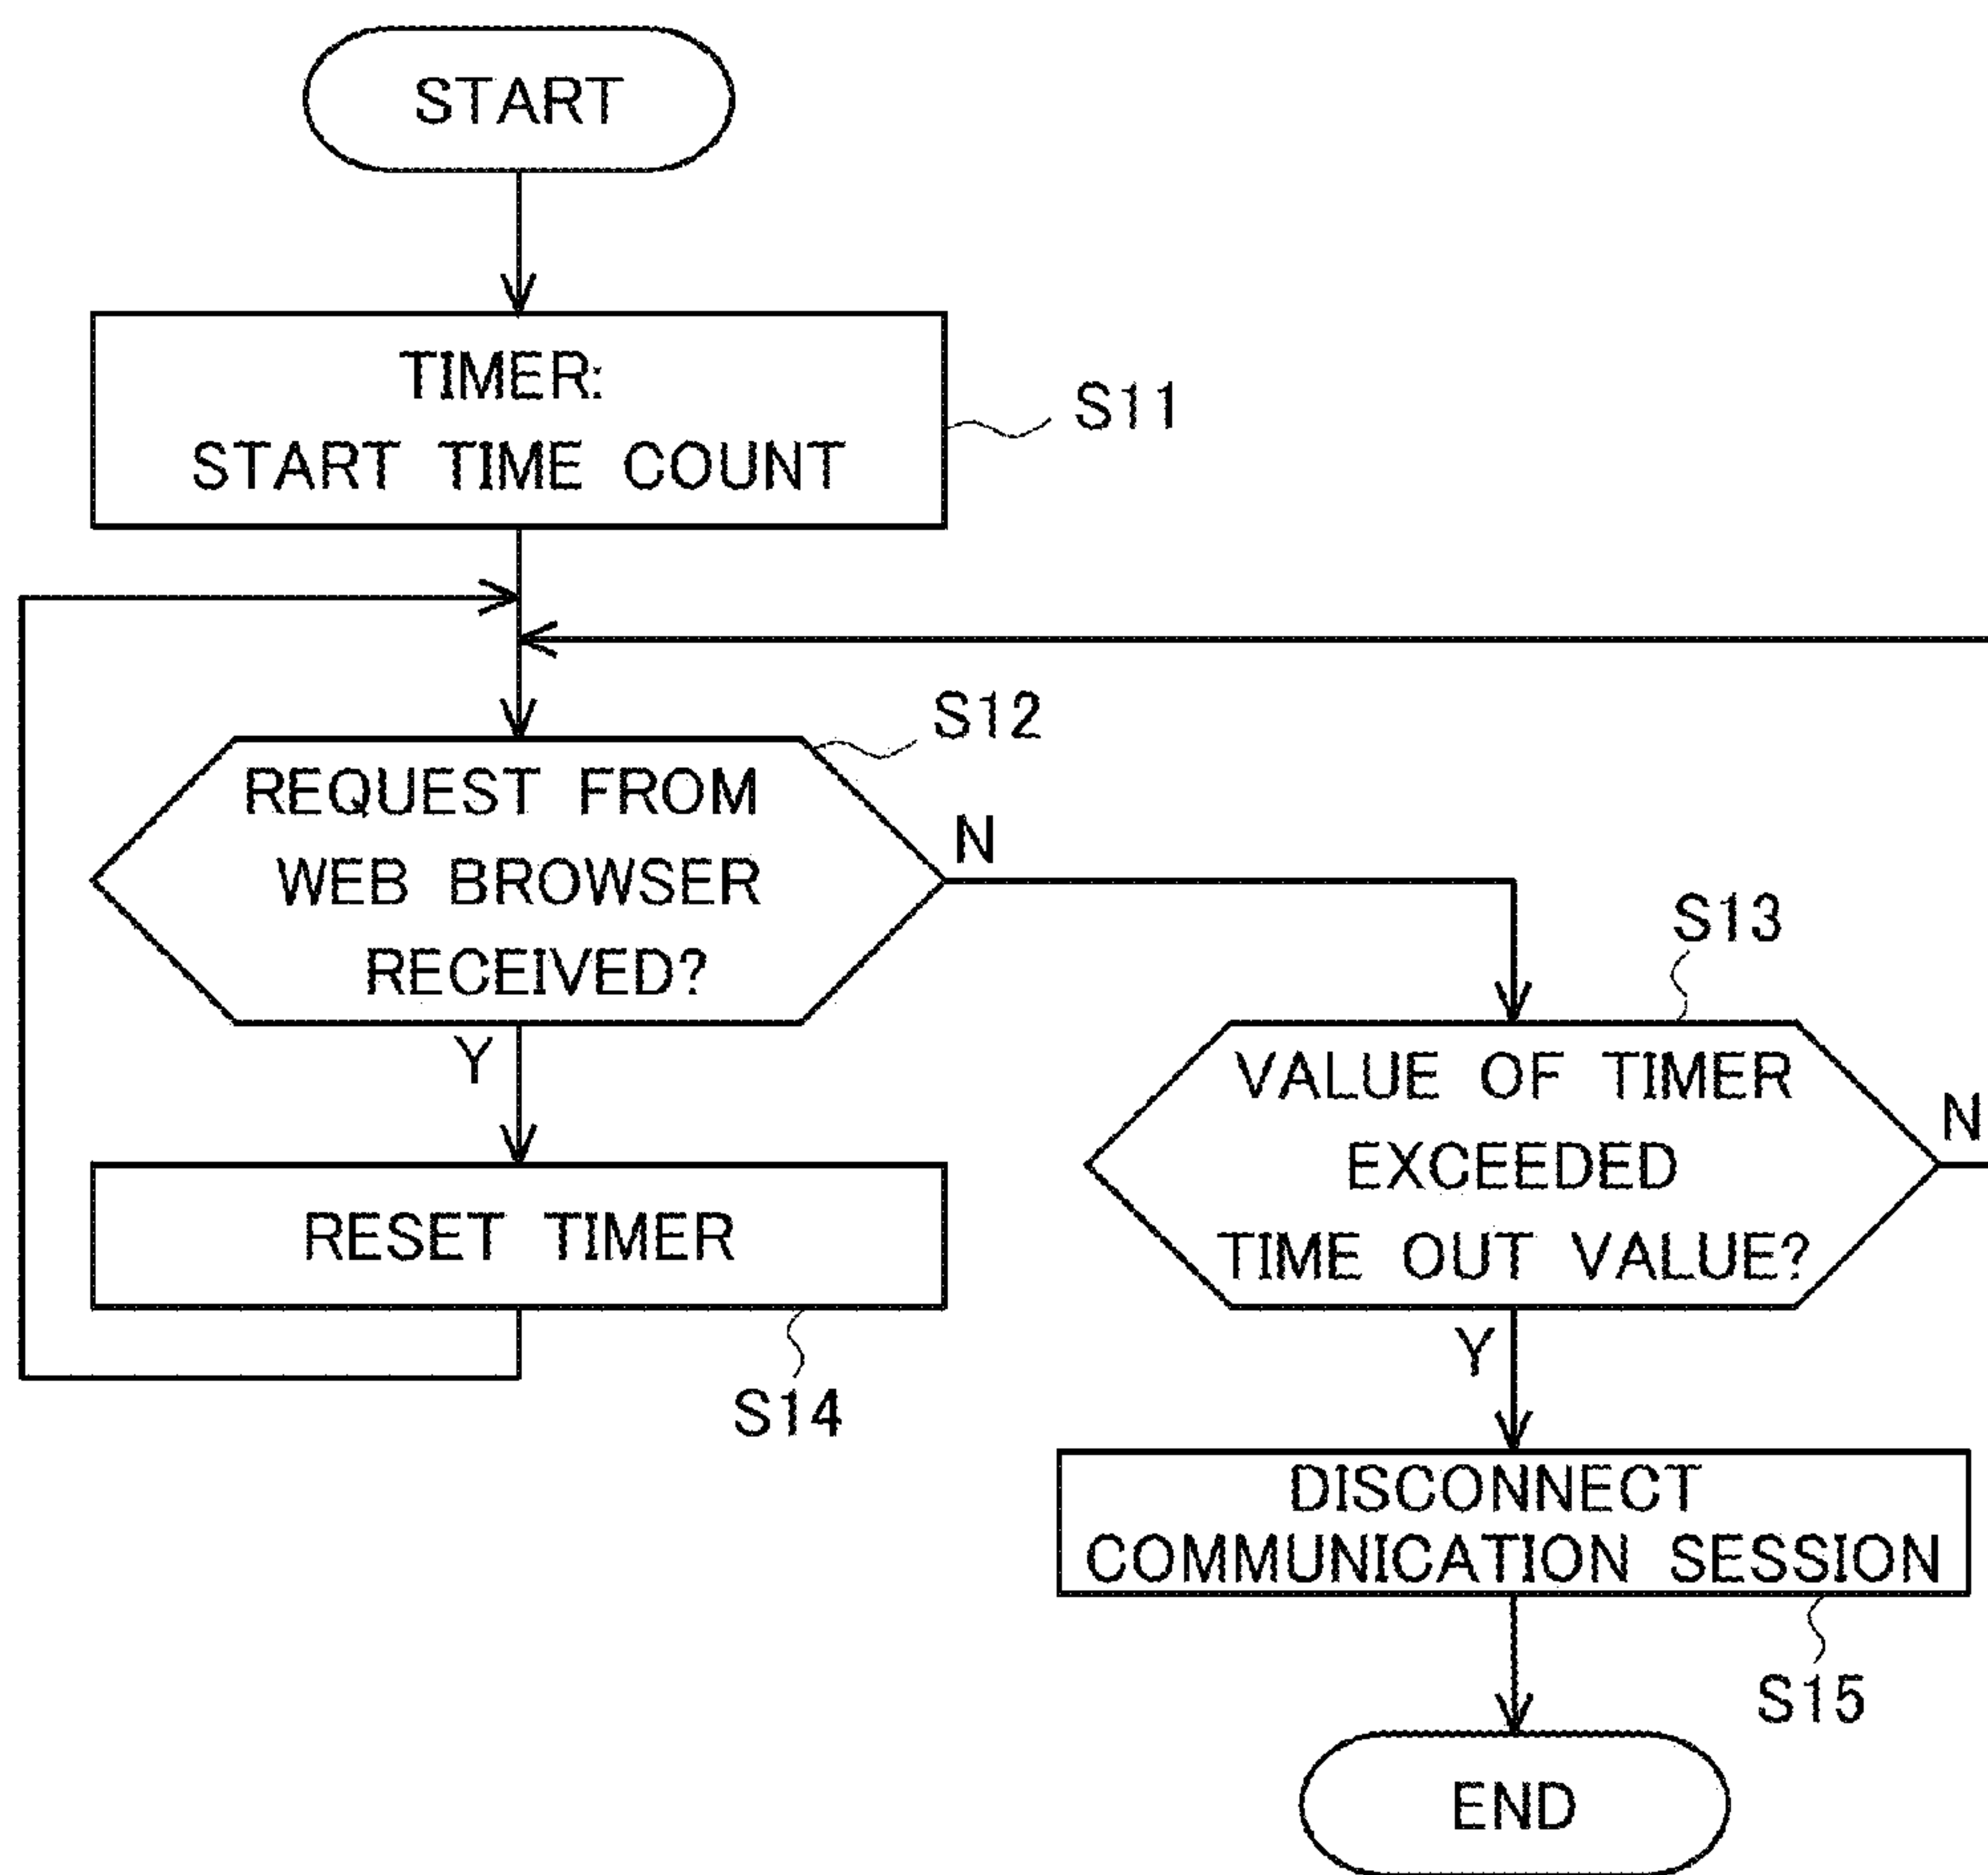 START
TIMER:
START TIME COUNT
S11
S12
REQUEST FROM
WEB BROWSER
RECEIVED?
N
Y
S13
VALUE OF TIMER
EXCEEDED
TIME OUT VALUE?
N
Y
RESET TIMER
S14
DISCONNECT
COMMUNICATION SESSION
S15
END